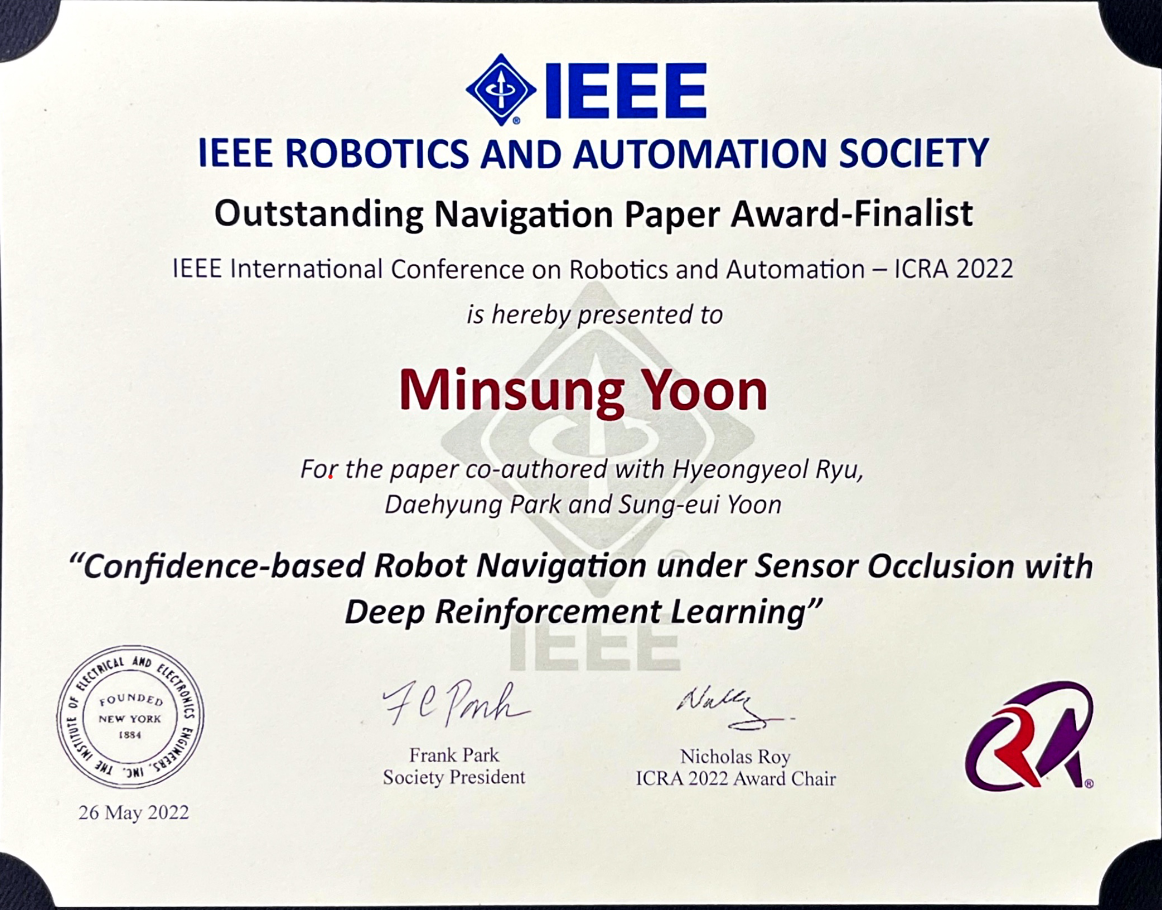 IEEE
IEEE ROBOTICS AND AUTOMATION SOCIETY
Outstanding Navigation Paper Award-Finalist
IEEE International Conference on Robotics and Automation – ICRA 2022
is hereby presented to
Minsung Yoon
For the paper co-authored with Hyeongyeol Ryu,
Daehyung Park and Sung-eui Yoon
“Confidence-based Robot Navigation under Sensor Occlusion with
Deep Reinforcement Learning”
IEEE
THE INSTITUTE OF ELECTRICAL AND ELECTRONICS ENGINEERS, INC.
FOUNDED
NEW YORK
1884
26 May 2022
F C Park
Frank Park
Society President
Nicholas Roy
ICRA 2022 Award Chair
RA